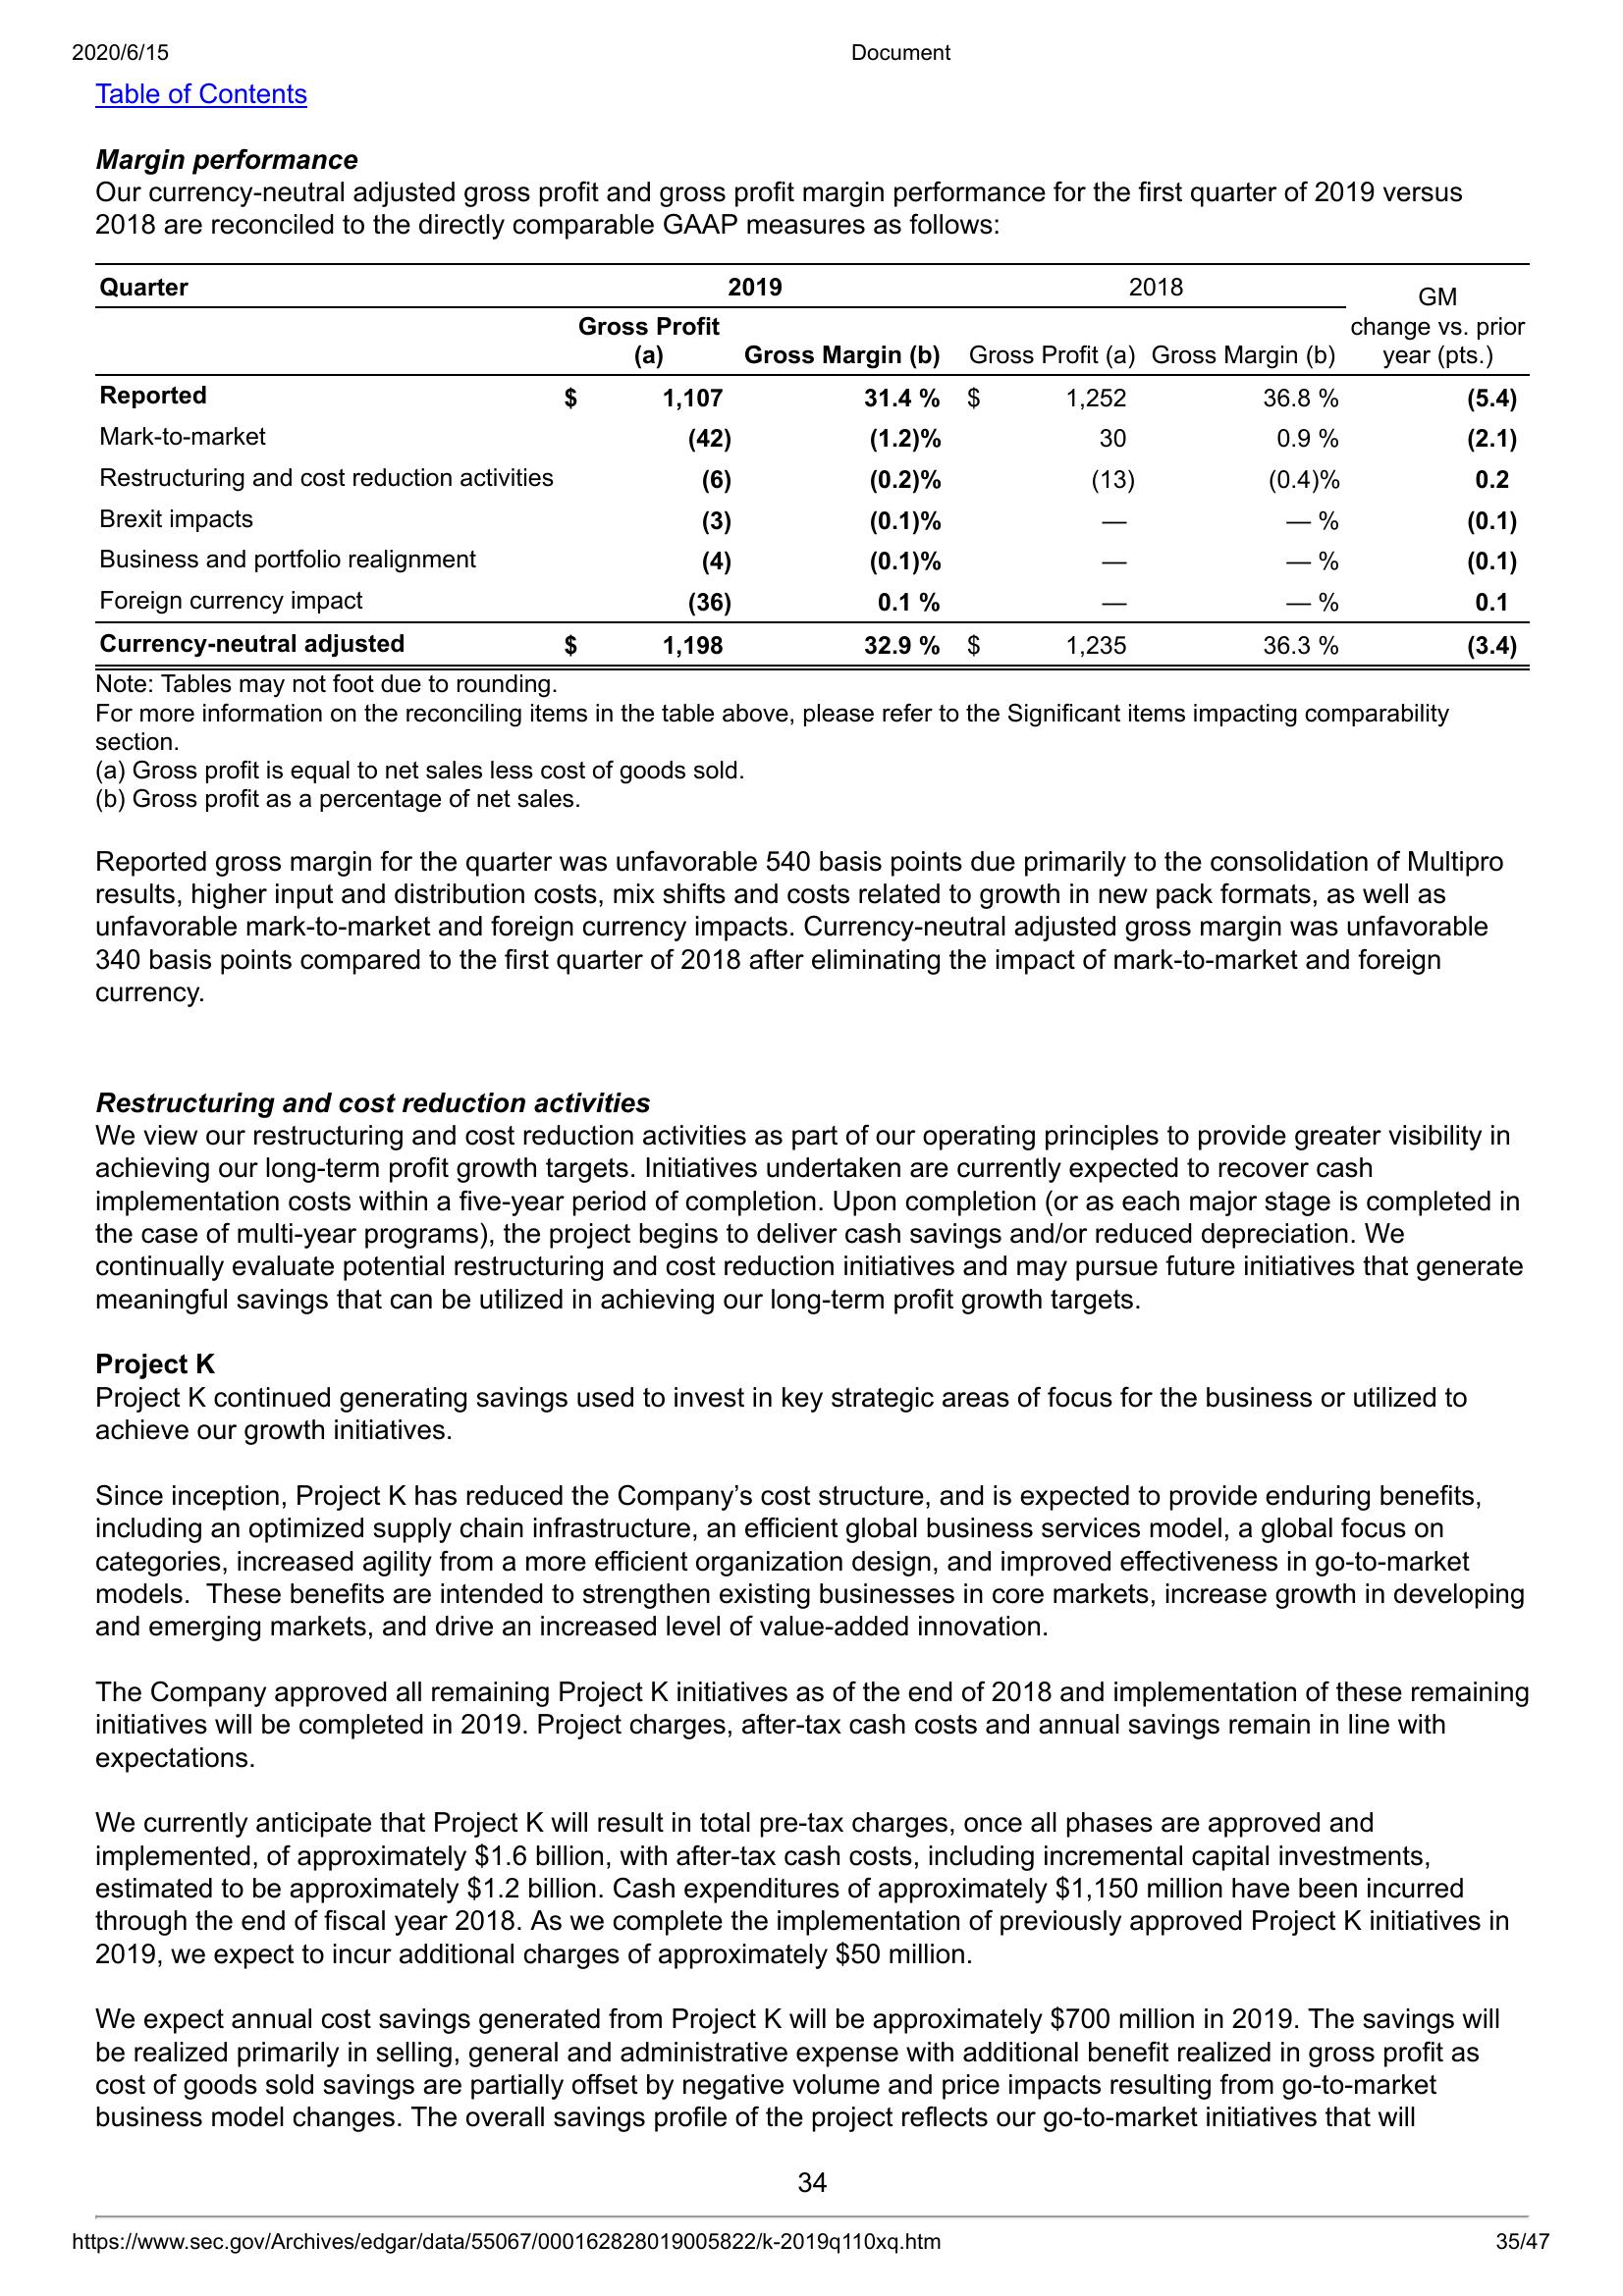 2020/6/15 Document
Table of Contents
Margin performance
Our currency-neutral adjusted gross profit and gross profit margin performance for the first quarter of 2019 versus
2018 are reconciled to the directly comparable GAAP measures as follows:
Quarter 2019 2018 GM
Gross Profit change vs. prior
(a) Gross Margin (b) Gross Profit (a) Gross Margin (b) year (pts.)
Reported $ 1,107 31.4 % $ 1,252 36.8 % (5.4)
Mark-to-market (42) (1.2)% 30 0.9 % (2.1)
Restructuring and cost reduction activities (6) (0.2)% (13) (0.4)% 0.2
Brexit impacts (3) (0.1)% — — % (0.1)
Business and portfolio realignment (4) (0.1)% — — % (0.1)
Foreign currency impact (36) 0.1 % — — % 0.1
Currency-neutral adjusted $ 1,198 32.9 % $ 1,235 36.3 % (3.4)
Note: Tables may not foot due to rounding.
For more information on the reconciling items in the table above, please refer to the Significant items impacting comparability
section.
(a) Gross profit is equal to net sales less cost of goods sold.
(b) Gross profit as a percentage of net sales.
Reported gross margin for the quarter was unfavorable 540 basis points due primarily to the consolidation of Multipro
results, higher input and distribution costs, mix shifts and costs related to growth in new pack formats, as well as
unfavorable mark-to-market and foreign currency impacts. Currency-neutral adjusted gross margin was unfavorable
340 basis points compared to the first quarter of 2018 after eliminating the impact of mark-to-market and foreign
currency.
Restructuring and cost reduction activities
We view our restructuring and cost reduction activities as part of our operating principles to provide greater visibility in
achieving our long-term profit growth targets. Initiatives undertaken are currently expected to recover cash
implementation costs within a five-year period of completion. Upon completion (or as each major stage is completed in
the case of multi-year programs), the project begins to deliver cash savings and/or reduced depreciation. We
continually evaluate potential restructuring and cost reduction initiatives and may pursue future initiatives that generate
meaningful savings that can be utilized in achieving our long-term profit growth targets.
Project K
Project K continued generating savings used to invest in key strategic areas of focus for the business or utilized to
achieve our growth initiatives.
Since inception, Project K has reduced the Company’s cost structure, and is expected to provide enduring benefits,
including an optimized supply chain infrastructure, an efficient global business services model, a global focus on
categories, increased agility from a more efficient organization design, and improved effectiveness in go-to-market
models.  These benefits are intended to strengthen existing businesses in core markets, increase growth in developing
and emerging markets, and drive an increased level of value-added innovation.
The Company approved all remaining Project K initiatives as of the end of 2018 and implementation of these remaining
initiatives will be completed in 2019. Project charges, after-tax cash costs and annual savings remain in line with
expectations.
We currently anticipate that Project K will result in total pre-tax charges, once all phases are approved and
implemented, of approximately $1.6 billion, with after-tax cash costs, including incremental capital investments,
estimated to be approximately $1.2 billion. Cash expenditures of approximately $1,150 million have been incurred
through the end of fiscal year 2018. As we complete the implementation of previously approved Project K initiatives in
2019, we expect to incur additional charges of approximately $50 million.
We expect annual cost savings generated from Project K will be approximately $700 million in 2019. The savings will
be realized primarily in selling, general and administrative expense with additional benefit realized in gross profit as
cost of goods sold savings are partially offset by negative volume and price impacts resulting from go-to-market
business model changes. The overall savings profile of the project reflects our go-to-market initiatives that will
34
https://www.sec.gov/Archives/edgar/data/55067/000162828019005822/k-2019q110xq.htm 35/47